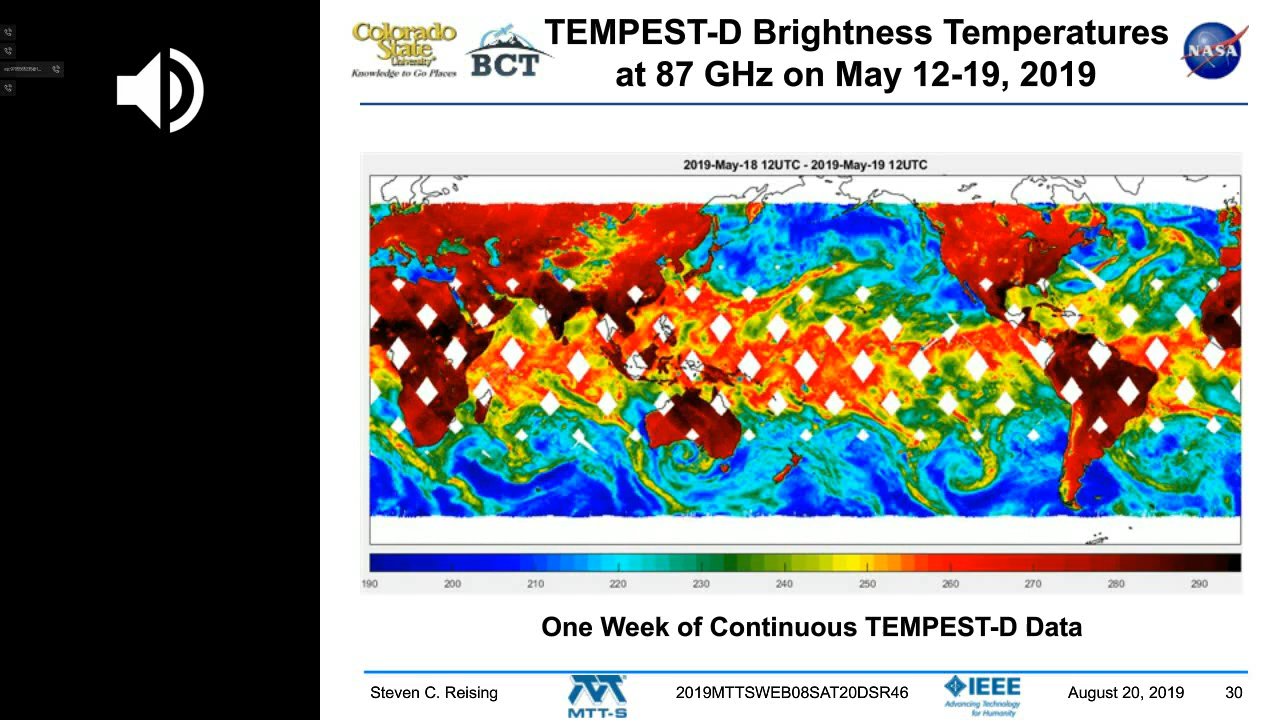 Colorado
State
University
Knowledge to Go Places
BCT
TEMPEST-D Brightness Temperatures
at 87 GHz on May 12-19, 2019
NASA
2019-May-18 12UTC - 2019-May-19 12UTC
190 200 210 220 230 240 250 260 270 280 290
One Week of Continuous TEMPEST-D Data
Steven C. Reising
MTT-S
2019MTTSWEB08SAT20DSR46
IEEE
Advancing Technology
for Humanity
August 20, 2019
30